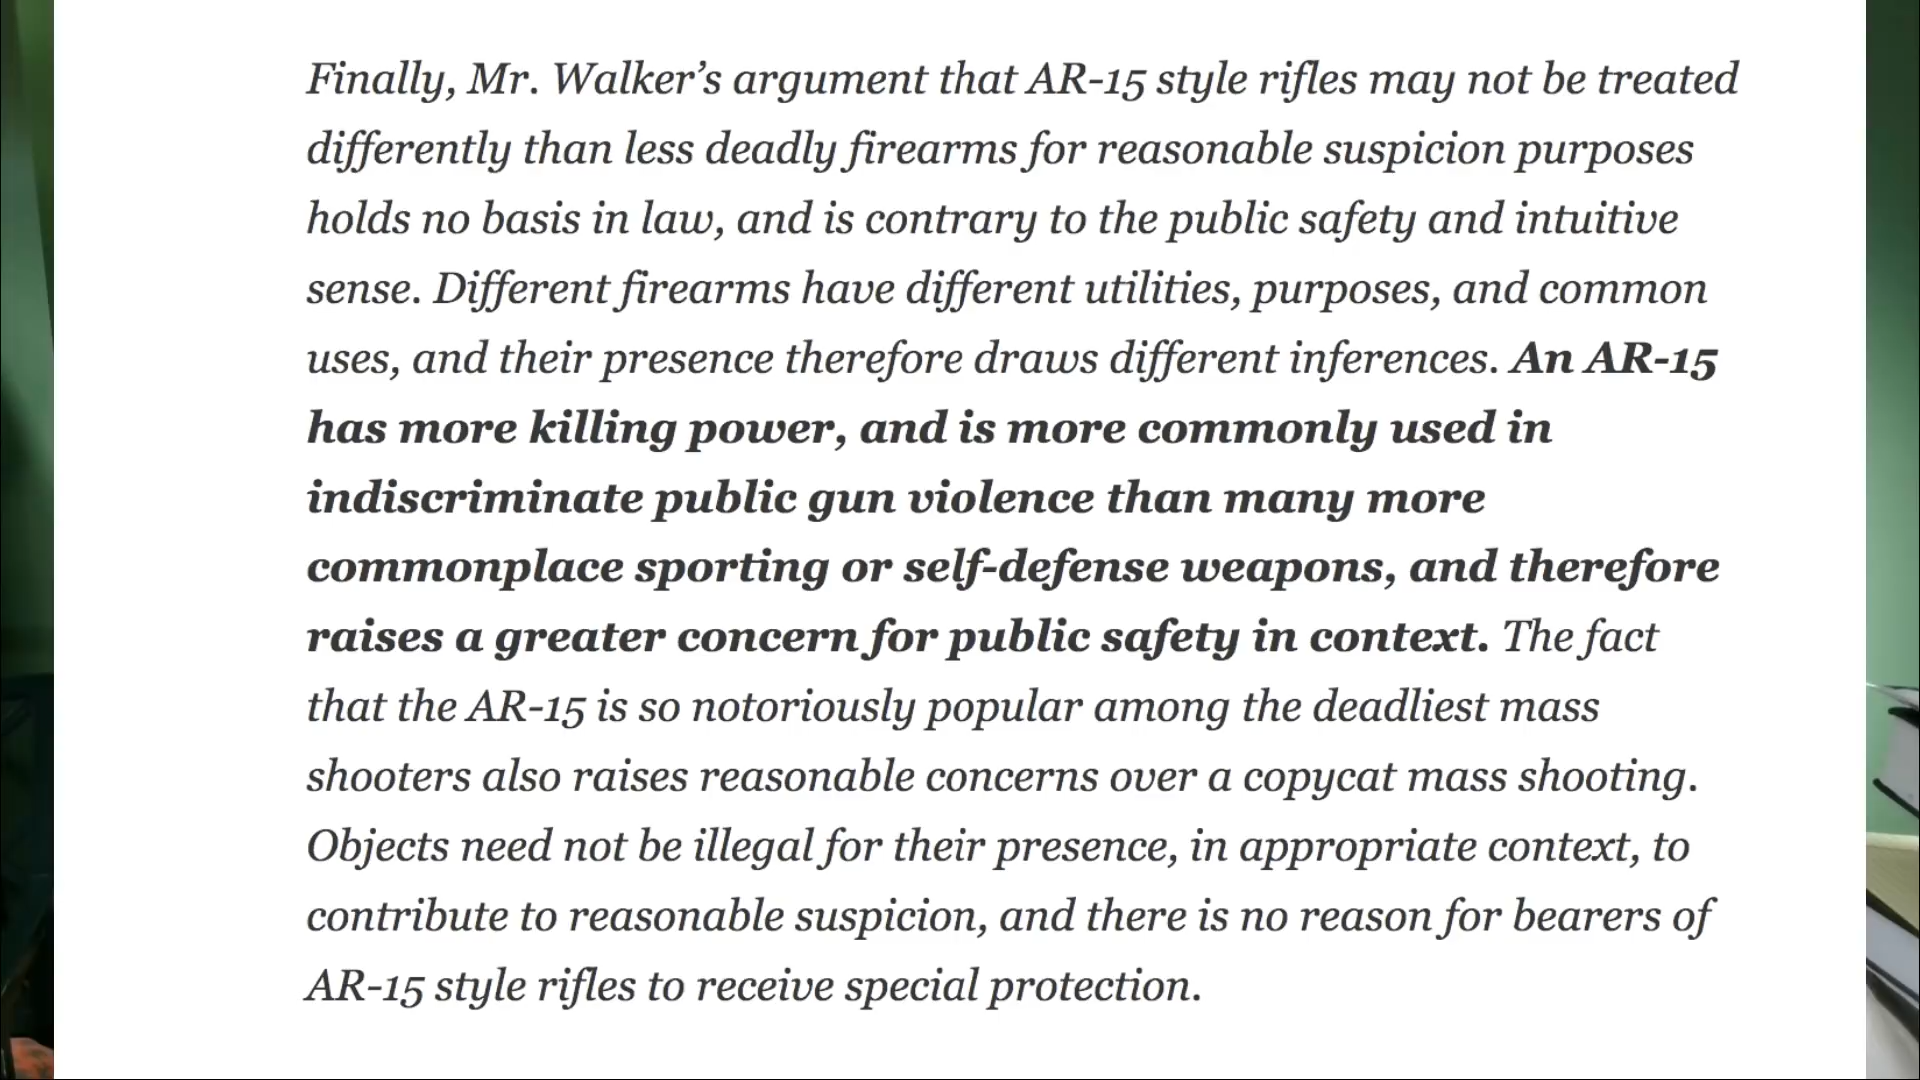 Finally, Mr. Walker’s argument that AR-15 style rifles may not be treated
differently than less deadly firearms for reasonable suspicion purposes
holds no basis in law, and is contrary to the public safety and intuitive
sense. Different firearms have different utilities, purposes, and common
uses, and their presence therefore draws different inferences. An AR-15
has more killing power, and is more commonly used in
indiscriminate public gun violence than many more
commonplace sporting or self-defense weapons, and therefore
raises a greater concern for public safety in context. The fact
that the AR-15 is so notoriously popular among the deadliest mass
shooters also raises reasonable concerns over a copycat mass shooting.
Objects need not be illegal for their presence, in appropriate context, to
contribute to reasonable suspicion, and there is no reason for bearers of
AR-15 style rifles to receive special protection.